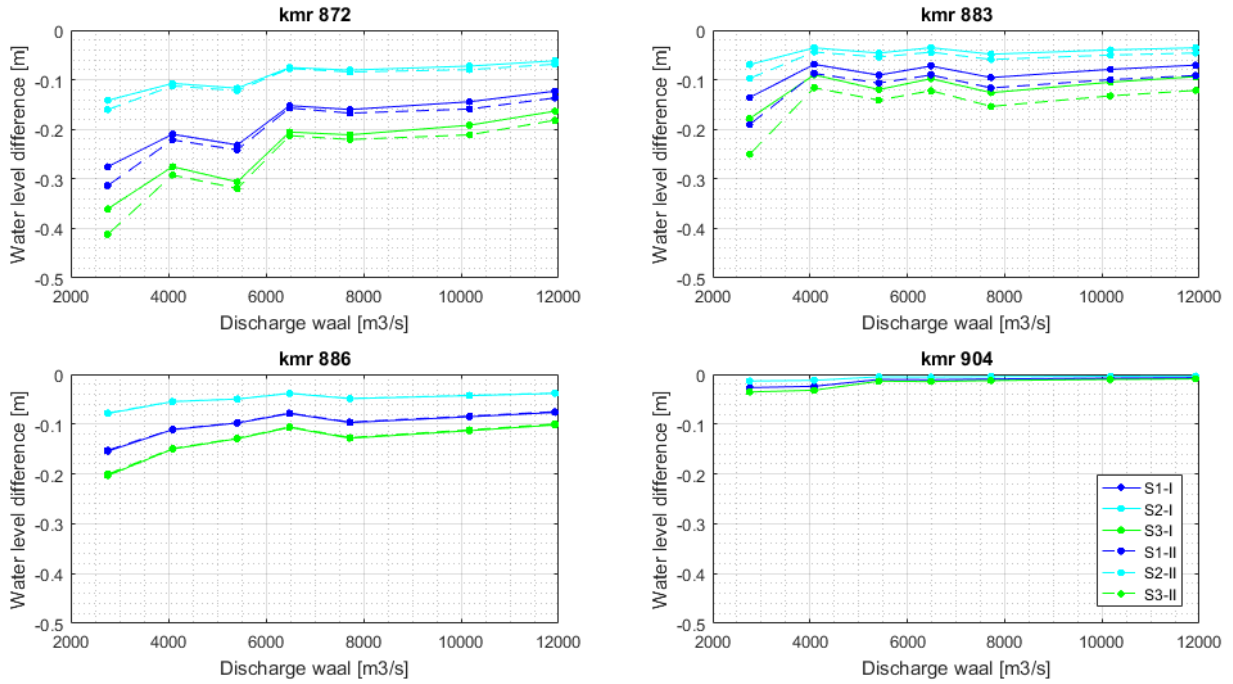 kmr 872
0
-0.1
-0.2
-0.3
-0.4
-0.5
Water level difference [m]
2000 4000 6000 8000 10000 12000
Discharge waal [m3/s]
kmr 883
0
-0.1
-0.2
-0.3
-0.4
-0.5
Water level difference [m]
2000 4000 6000 8000 10000 12000
Discharge waal [m3/s]
kmr 886
0
-0.1
-0.2
-0.3
-0.4
-0.5
Water level difference [m]
2000 4000 6000 8000 10000 12000
Discharge waal [m3/s]
kmr 904
0
-0.1
-0.2
-0.3
-0.4
-0.5
Water level difference [m]
2000 4000 6000 8000 10000 12000
Discharge waal [m3/s]
S1-I
S2-I
S3-I
S1-II
S2-II
S3-II